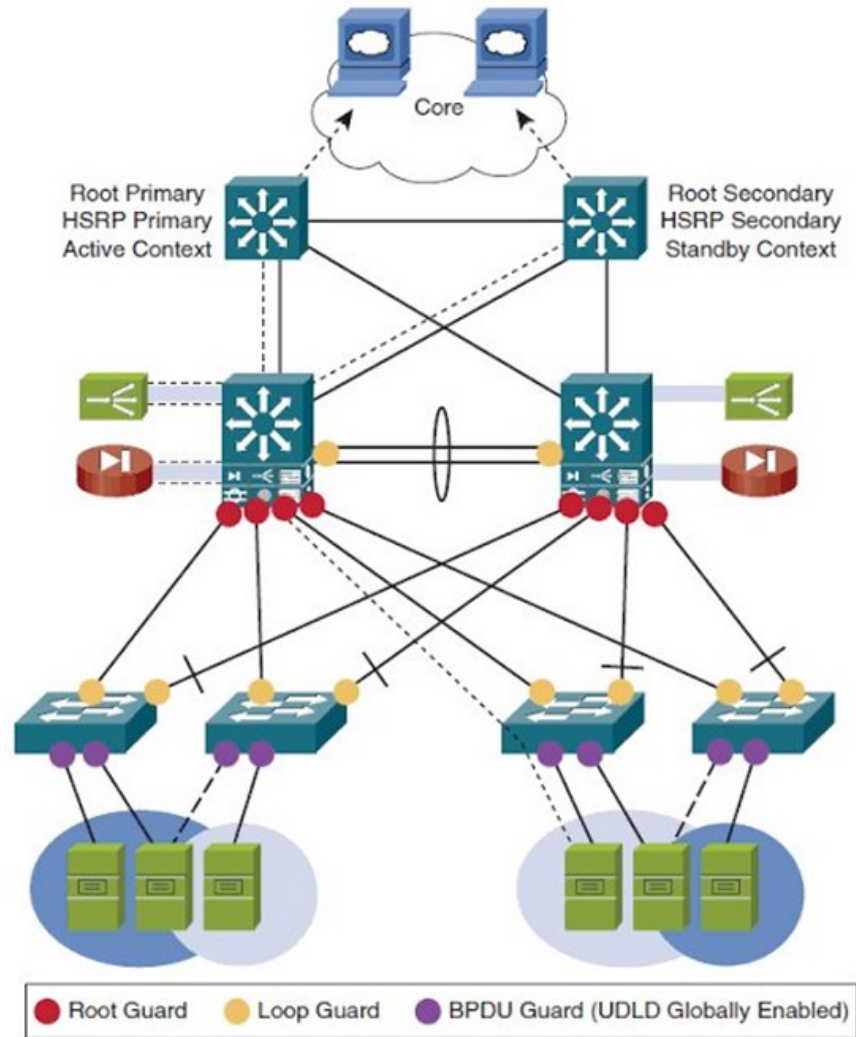 Core
Root Primary
HSRP Primary
Active Context
Root Secondary
HSRP Secondary
Standby Context
Root Guard
Loop Guard
BPDU Guard (UDLD Globally Enabled)